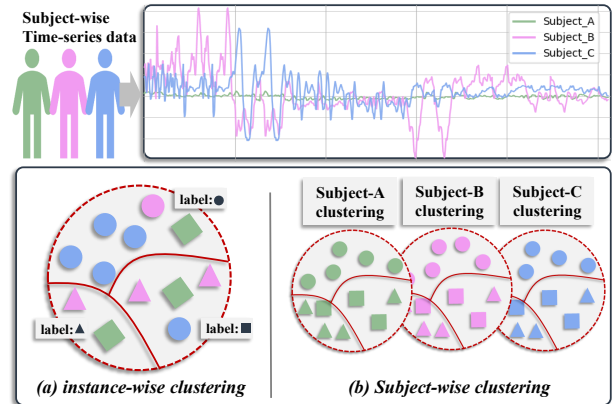 Subject-wise
Time-series data
Subject_A
Subject_B
Subject_C
label:
label:
label:
(a) instance-wise clustering
Subject-A
clustering
Subject-B
clustering
Subject-C
clustering
(b) Subject-wise clustering